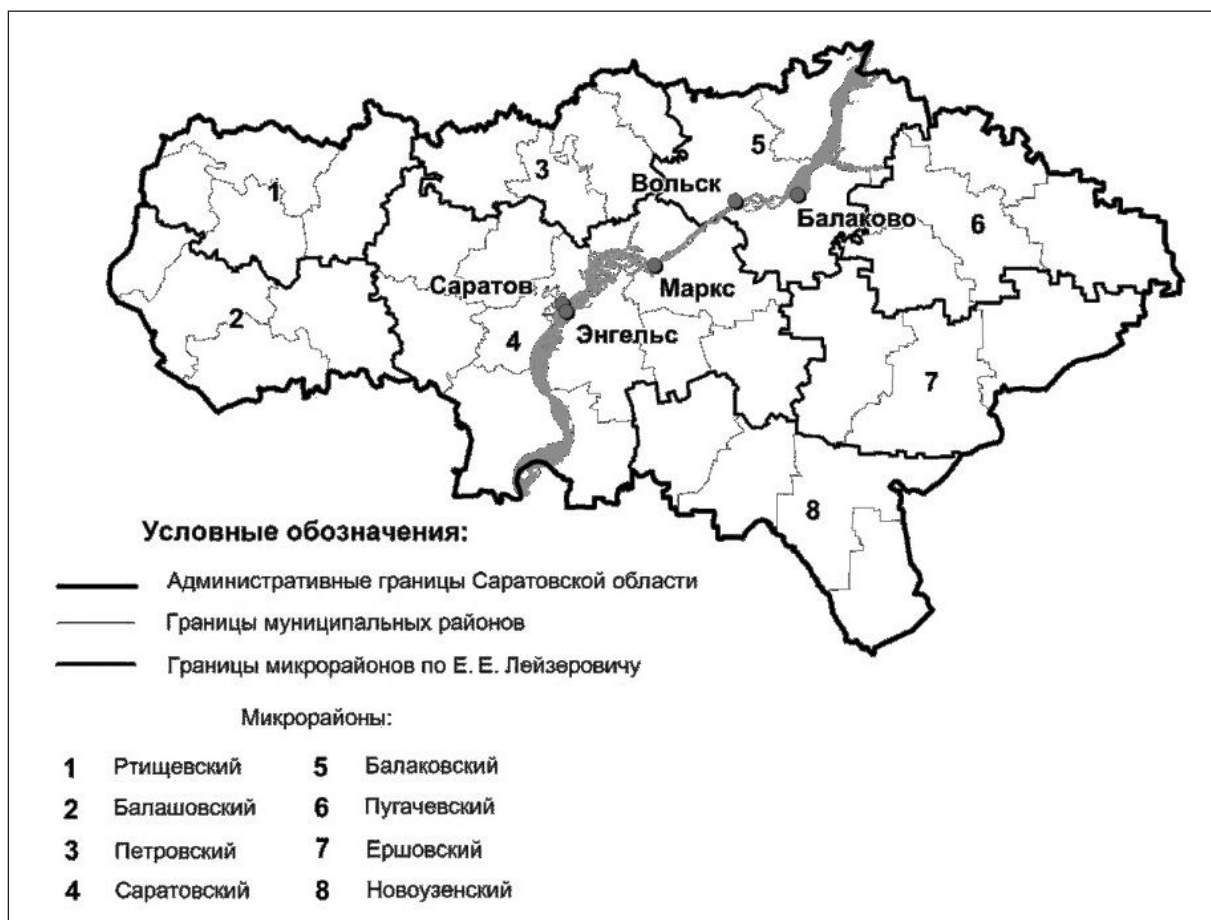 3
5
Вольск
1
Балаково
6
Саратов
Маркс
2
4
Энгельс
7
8
Условные обозначения:
Административные границы Саратовской области
Границы муниципальных районов
Границы микрорайонов по Е. Е. Лейзеровичу
Микрорайоны:
1 Ртищевский 5 Балаковский
2 Балашовский 6 Пугачевский
3 Петровский 7 Ершовский
4 Саратовский 8 Новоузенский